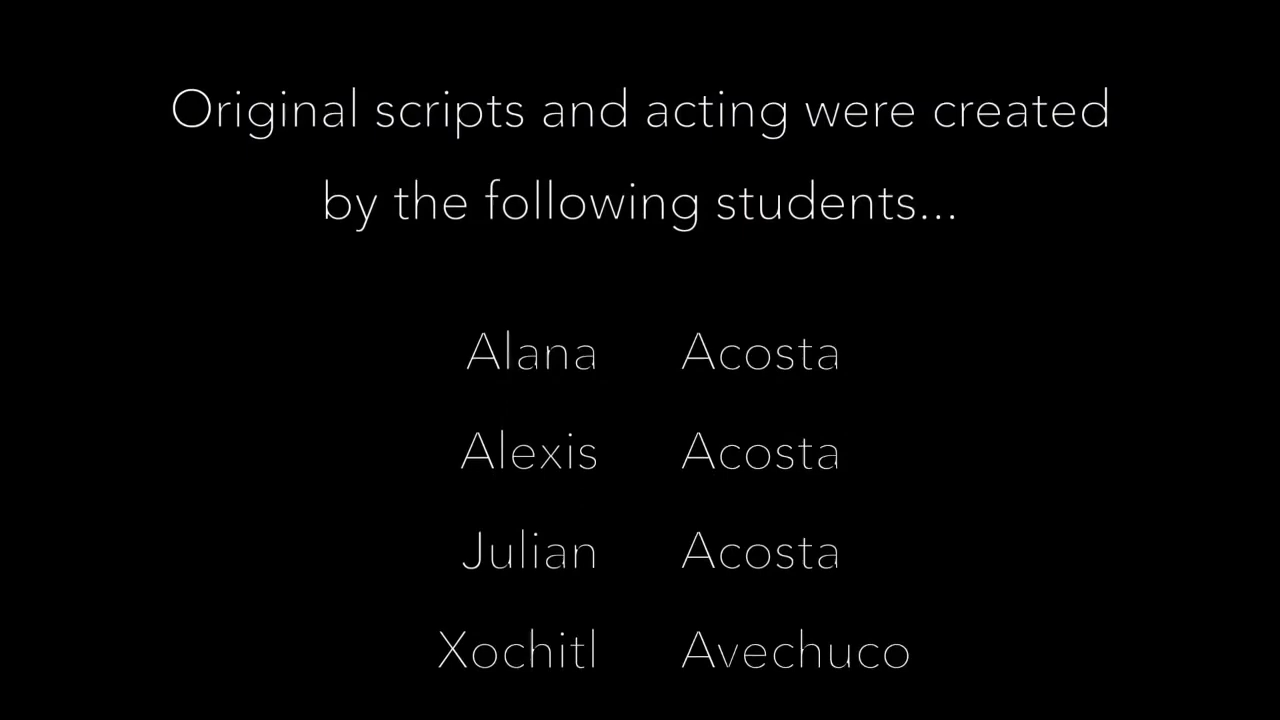 Original scripts and acting were created
by the following students...
Alana Acosta
Alexis Acosta
Julian Acosta
Xochitl Avechuco